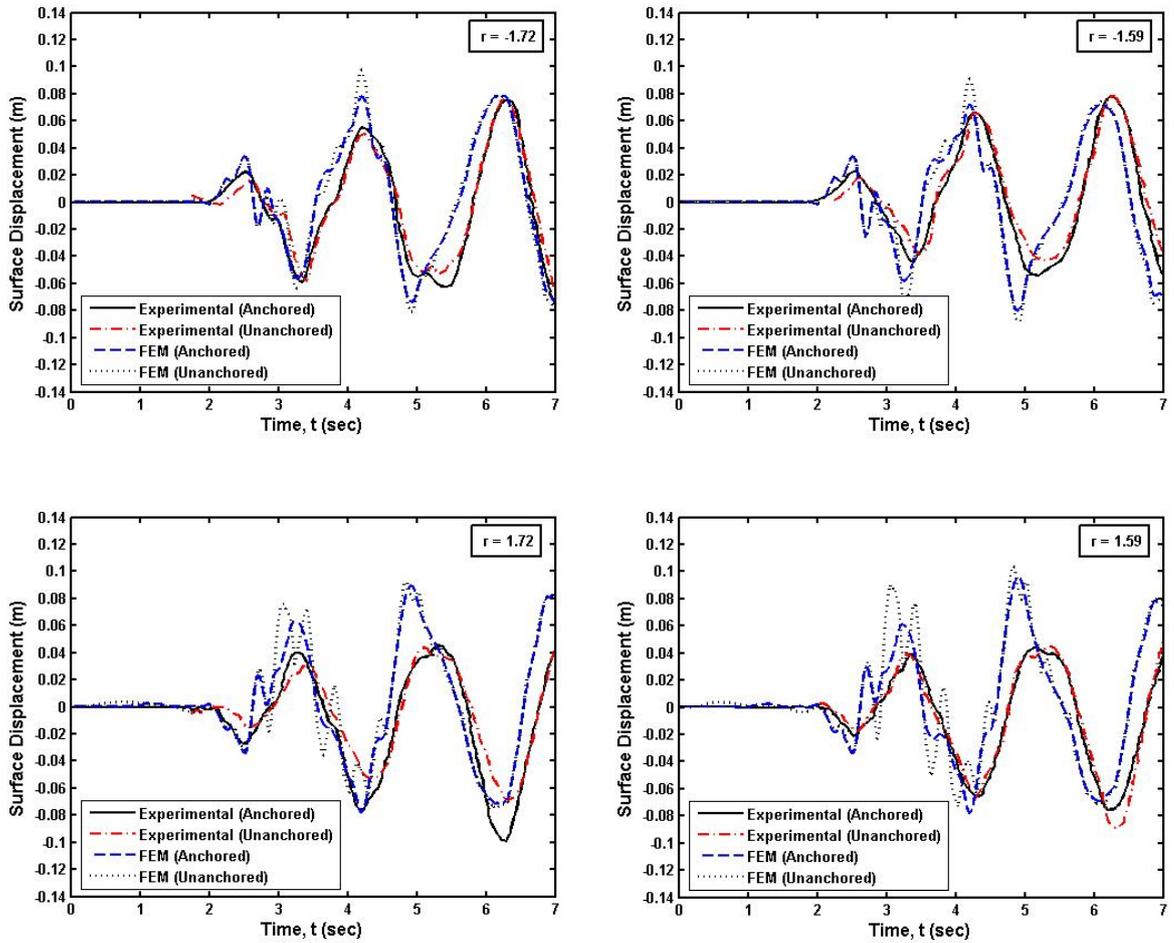 0.14
0.12
0.1
0.08
0.06
0.04
0.02
0
-0.02
-0.04
-0.06
-0.08
-0.1
-0.12
-0.14
Surface Displacement (m)
r = -1.72
Experimental (Anchored)
Experimental (Unanchored)
FEM (Anchored)
FEM (Unanchored)
0 1 2 3 4 5 6 7
Time, t (sec)
0.14
0.12
0.1
0.08
0.06
0.04
0.02
0
-0.02
-0.04
-0.06
-0.08
-0.1
-0.12
-0.14
Surface Displacement (m)
r = -1.59
Experimental (Anchored)
Experimental (Unanchored)
FEM (Anchored)
FEM (Unanchored)
0 1 2 3 4 5 6 7
Time, t (sec)
0.14
0.12
0.1
0.08
0.06
0.04
0.02
0
-0.02
-0.04
-0.06
-0.08
-0.1
-0.12
-0.14
Surface Displacement (m)
r = 1.72
Experimental (Anchored)
Experimental (Unanchored)
FEM (Anchored)
FEM (Unanchored)
0 1 2 3 4 5 6 7
Time, t (sec)
0.14
0.12
0.1
0.08
0.06
0.04
0.02
0
-0.02
-0.04
-0.06
-0.08
-0.1
-0.12
-0.14
Surface Displacement (m)
r = 1.59
Experimental (Anchored)
Experimental (Unanchored)
FEM (Anchored)
FEM (Unanchored)
0 1 2 3 4 5 6 7
Time, t (sec)